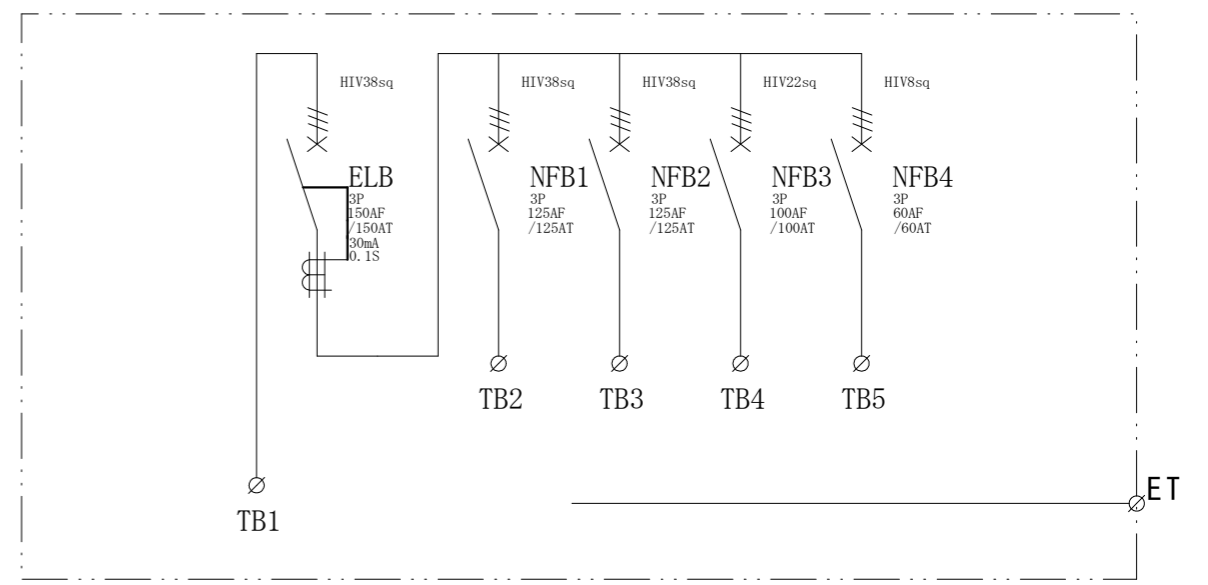 HIV38sq
HIV38sq
HIV38sq
HIV22sq
HIV8sq
ELB
3P
150AF
/150AT
30mA
0.1S
NFB1
3P
125AF
/125AT
NFB2
3P
125AF
/125AT
NFB3
3P
100AF
/100AT
NFB4
3P
60AF
/60AT
TB2
TB3
TB4
TB5
TB1
ET